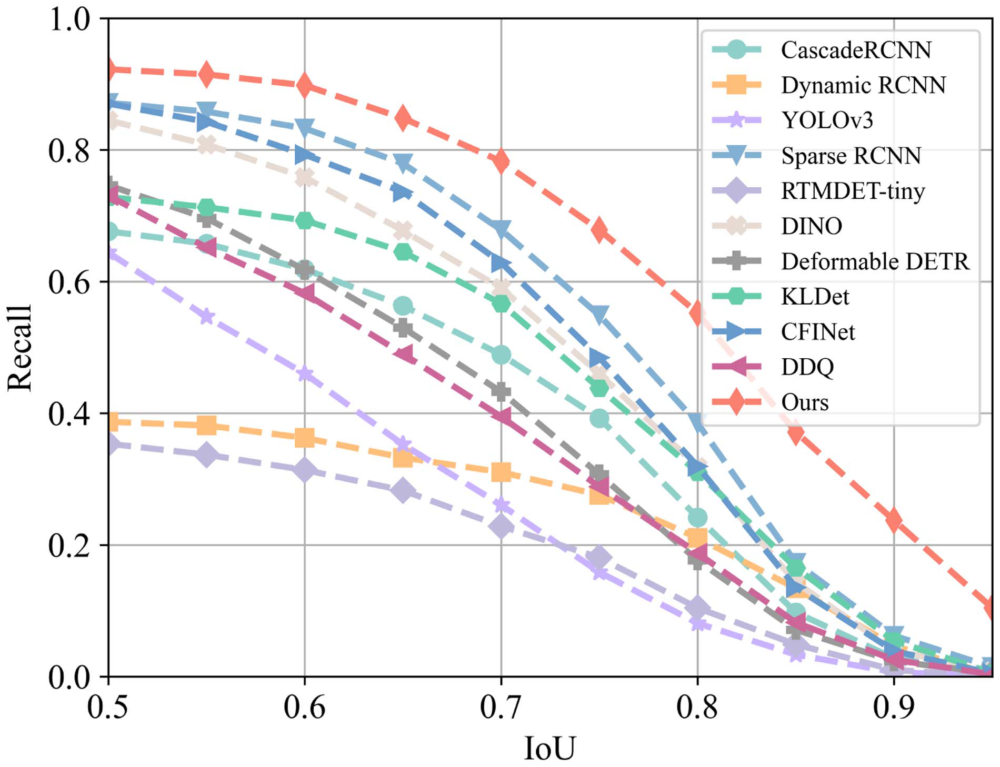 1.0
0.8
0.6
0.4
0.2
0.0
Recall
0.5 0.6 0.7 0.8 0.9
IoU
CascadeRCNN
Dynamic RCNN
YOLOv3
Sparse RCNN
RTMDET-tiny
DINO
Deformable DETR
KLDet
CFINet
DDQ
Ours